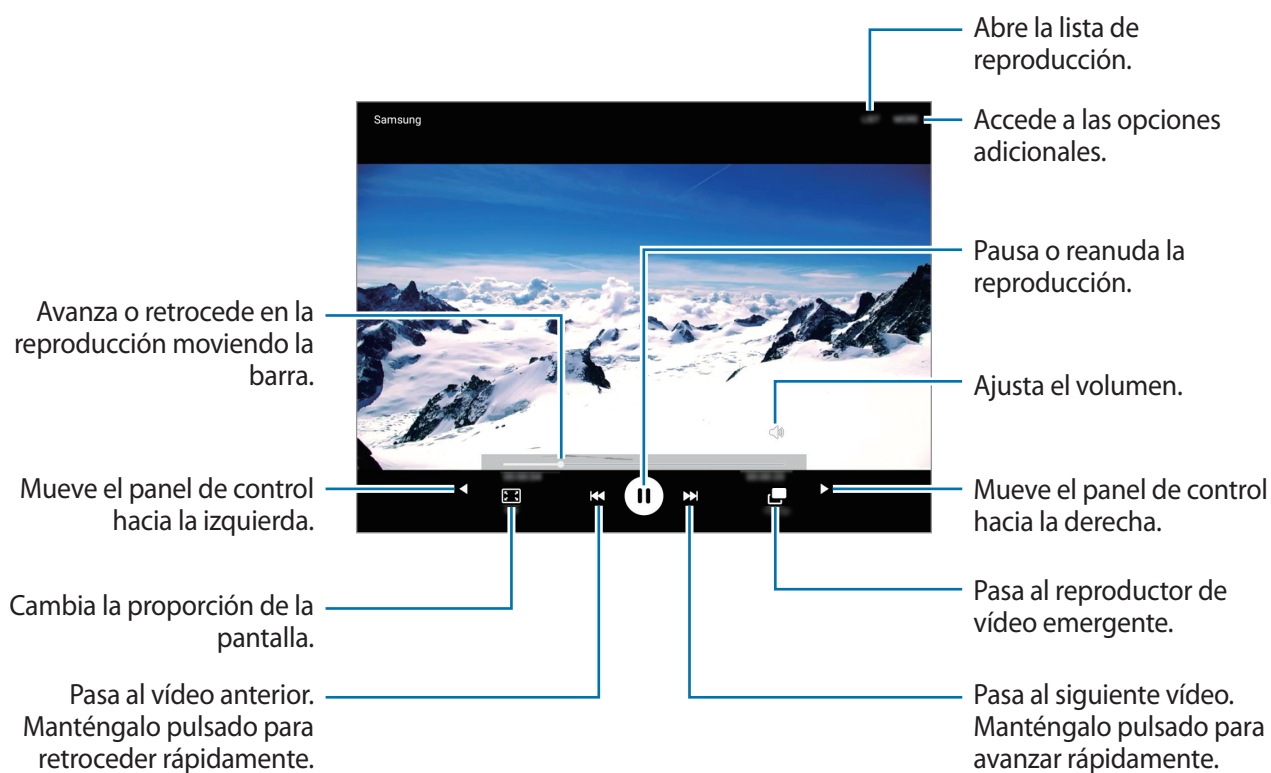 Abre la lista de
reproducción.
Samsung
Accede a las opciones
adicionales.
Pausa o reanuda la
reproducción.
Avanza o retrocede en la
reproducción moviendo la
barra.
Ajusta el volumen.
Mueve el panel de control
hacia la izquierda.
Mueve el panel de control
hacia la derecha.
Cambia la proporción de la
pantalla.
Pasa al reproductor de
vídeo emergente.
Pasa al vídeo anterior.
Manténgalo pulsado para
retroceder rápidamente.
Pasa al siguiente vídeo.
Manténgalo pulsado para
avanzar rápidamente.